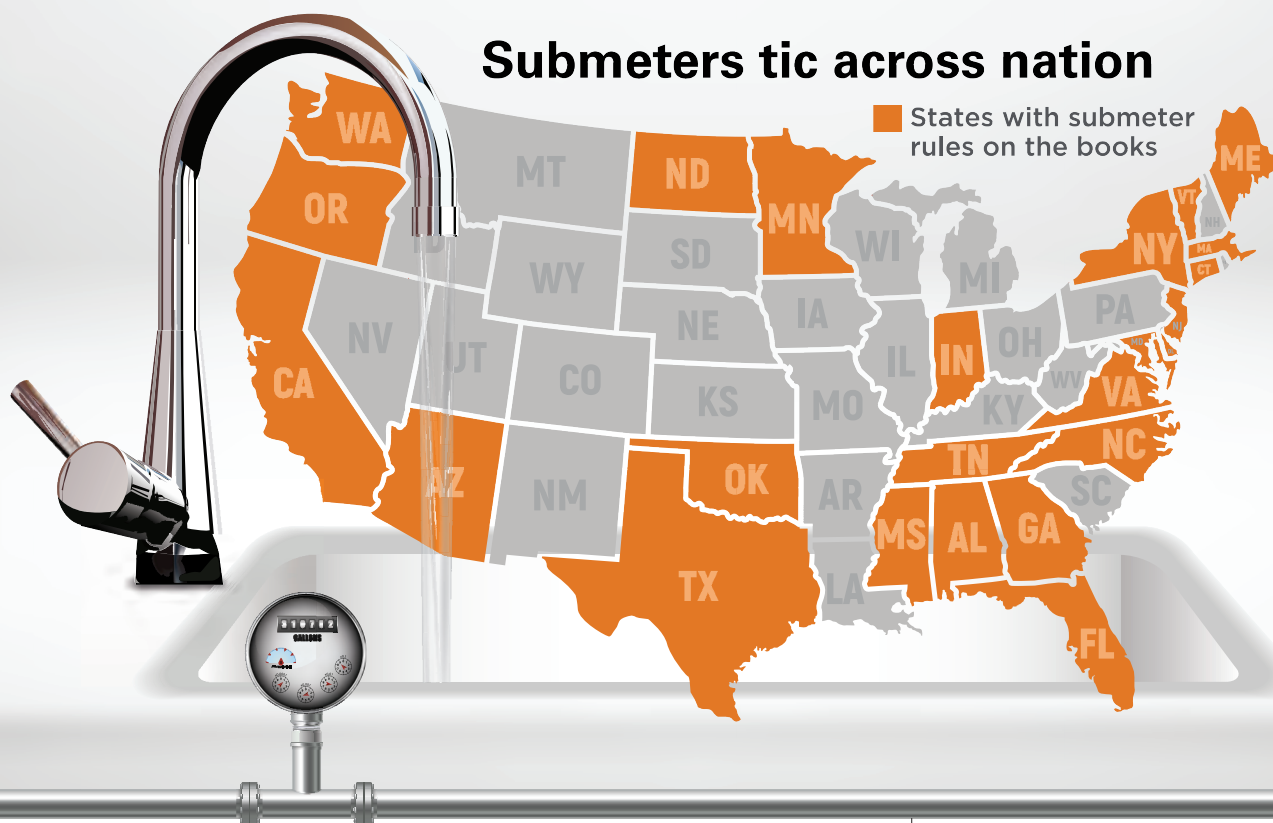 Submeters tic across nation
States with submeter
rules on the books
WA
MT
ND
MN
ME
OR
ID
WY
SD
WI
MI
VT
NH
NY
MA
CT
NV
UT
CO
NE
IA
IL
IN
OH
PA
NJ
MD
WV
VA
CA
KS
MO
KY
AZ
NM
OK
AR
TN
NC
SC
TX
LA
MS
AL
GA
FL
GALLONS